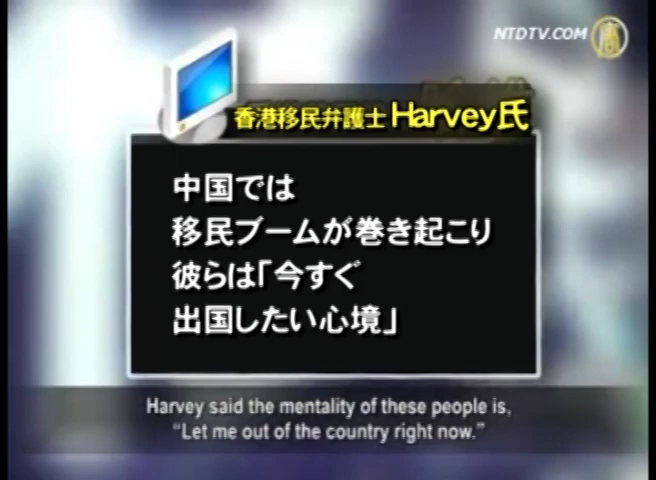 NTDTV.COM
香港移民弁護士 Harvey氏
中国では
移民ブームが巻き起こり
彼らは「今すぐ
出国したい心境」
Harvey said the mentality of these people is,
“Let me out of the country right now.”